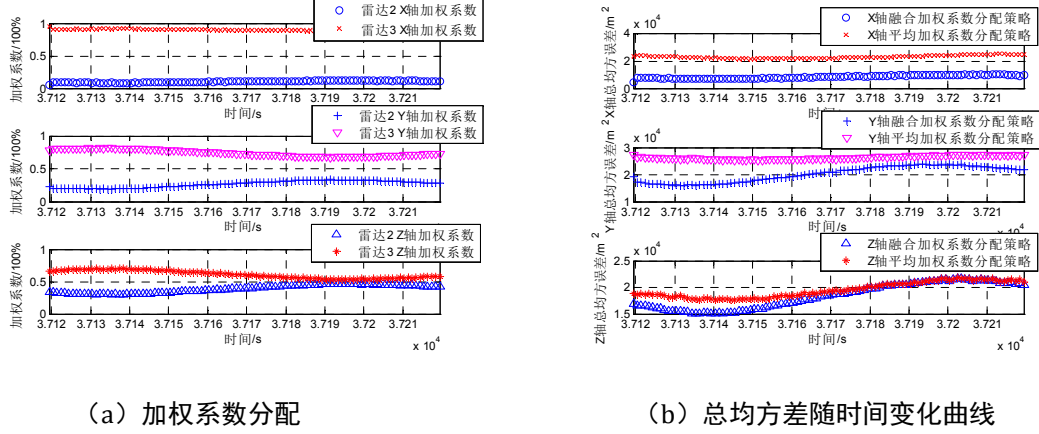 雷达2 X轴加权系数
雷达3 X轴加权系数
加权系数/100%
1
0.5
0
3.712 3.713 3.714 3.715 3.716 3.717 3.718 3.719 3.72 3.721
时间/s
雷达2 Y轴加权系数
雷达3 Y轴加权系数
加权系数/100%
1
0.5
0
3.712 3.713 3.714 3.715 3.716 3.717 3.718 3.719 3.72 3.721
时间/s
雷达2 Z轴加权系数
雷达3 Z轴加权系数
加权系数/100%
1
0.5
0
3.712 3.713 3.714 3.715 3.716 3.717 3.718 3.719 3.72 3.721
时间/s
x 10⁴
（a）加权系数分配
x 10⁴
X轴融合加权系数分配策略
X轴平均加权系数分配策略
X轴总均方误差/m²
4
2
0
3.712 3.713 3.714 3.715 3.716 3.717 3.718 3.719 3.72 3.721
时间/s
x 10⁴
Y轴融合加权系数分配策略
Y轴平均加权系数分配策略
Y轴总均方误差/m²
3
2
1
3.712 3.713 3.714 3.715 3.716 3.717 3.718 3.719 3.72 3.721
时间/s
x 10⁴
Z轴融合加权系数分配策略
Z轴平均加权系数分配策略
Z轴总均方误差/m²
2.5
2
1.5
3.712 3.713 3.714 3.715 3.716 3.717 3.718 3.719 3.72 3.721
时间/s
x 10⁴
（b）总均方差随时间变化曲线